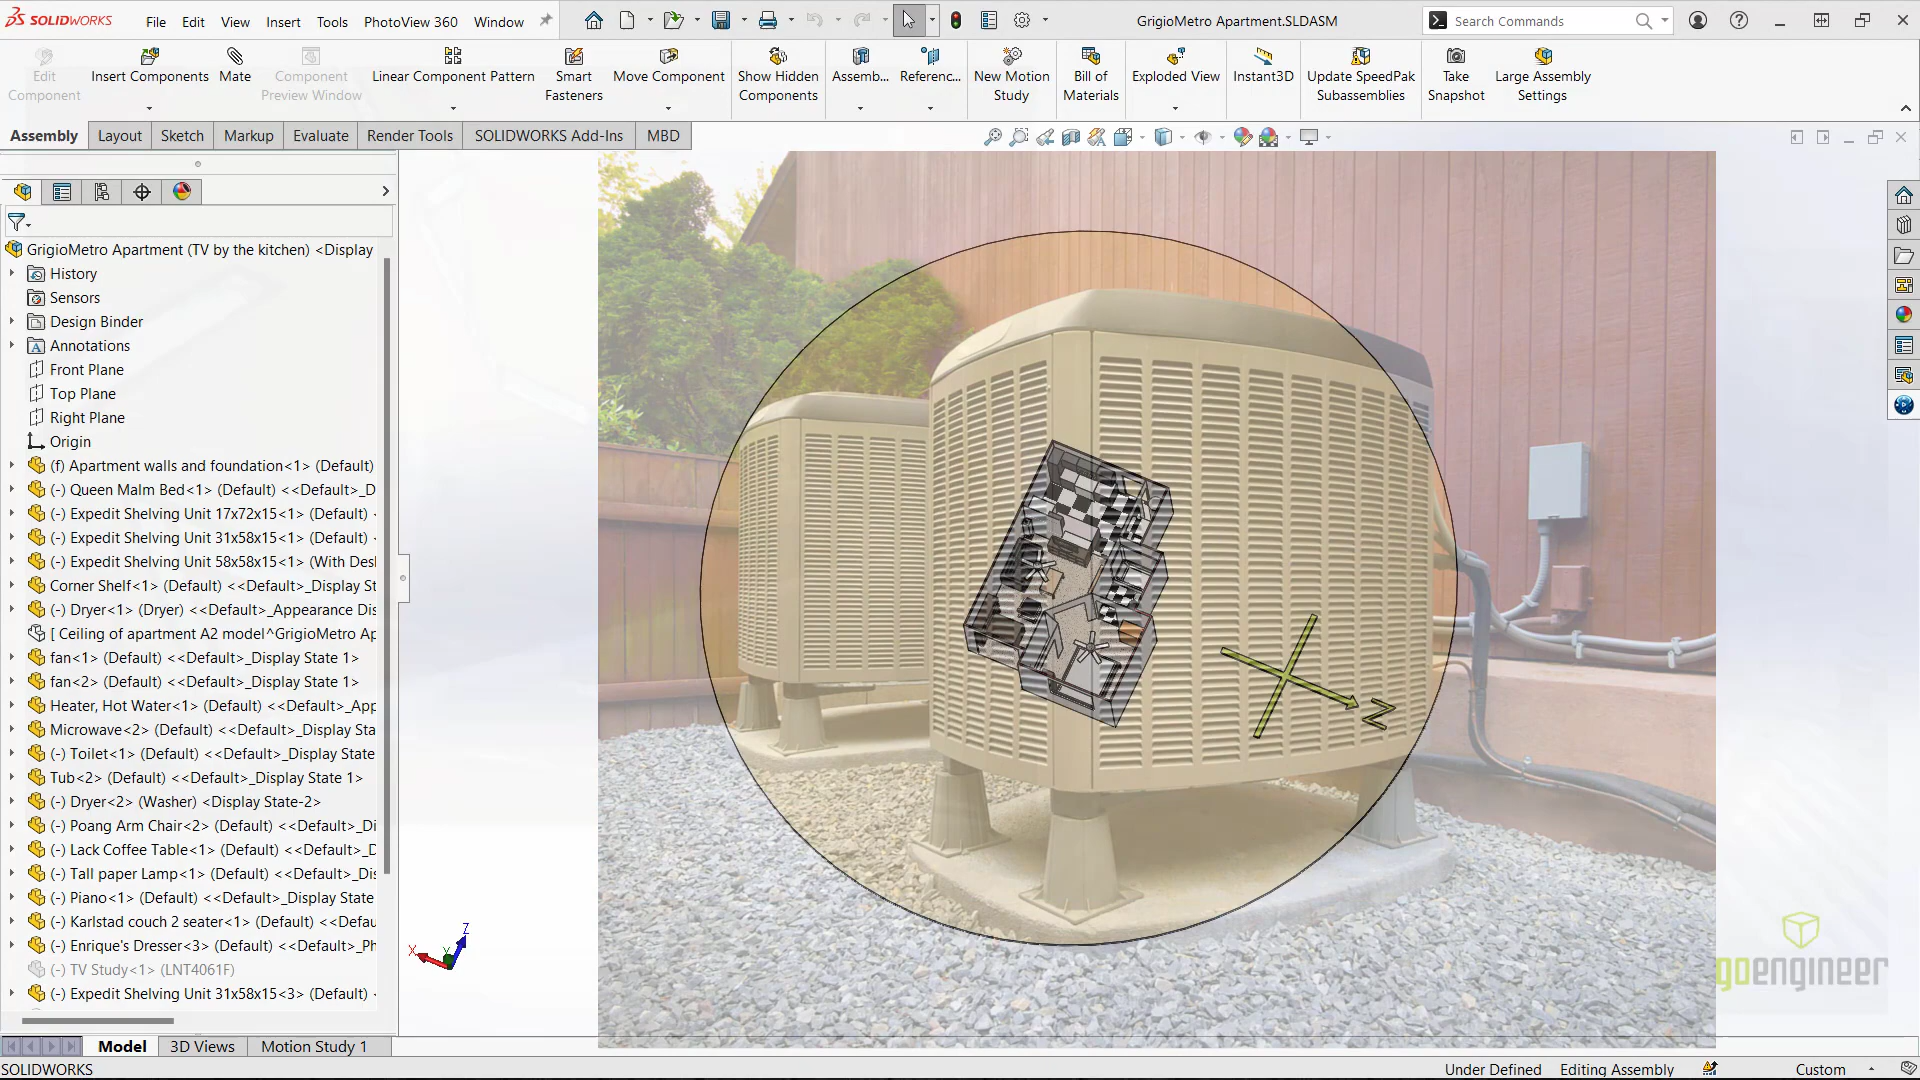 SOLIDWORKS File Edit View Insert Tools PhotoView 360 Window GrigioMetro Apartment.SLDASM Search Commands
Edit Component
Insert Components
Mate
Component Preview Window
Linear Component Pattern
Smart Fasteners
Move Component
Show Hidden Components
Assemb...
Referenc...
New Motion Study
Bill of Materials
Exploded View
Instant3D
Update SpeedPak Subassemblies
Take Snapshot
Large Assembly Settings
Assembly Layout Sketch Markup Evaluate Render Tools SOLIDWORKS Add-Ins MBD
GrigioMetro Apartment (TV by the kitchen) <Display
History
Sensors
Design Binder
Annotations
Front Plane
Top Plane
Right Plane
Origin
(f) Apartment walls and foundation<1> (Default)
(-) Queen Malm Bed<1> (Default) <<Default>_D
(-) Expedit Shelving Unit 17x72x15<1> (Default) <
(-) Expedit Shelving Unit 31x58x15<1> (Default) <
(-) Expedit Shelving Unit 58x58x15<1> (With Desl
Corner Shelf<1> (Default) <<Default>_Display St
(-) Dryer<1> (Dryer) <<Default>_Appearance Dis
[ Ceiling of apartment A2 model^GrigioMetro Ap
fan<1> (Default) <<Default>_Display State 1>
fan<2> (Default) <<Default>_Display State 1>
Heater, Hot Water<1> (Default) <<Default>_App
Microwave<2> (Default) <<Default>_Display Sta
(-) Toilet<1> (Default) <<Default>_Display State
Tub<2> (Default) <<Default>_Display State 1>
(-) Dryer<2> (Washer) <Display State-2>
(-) Poang Arm Chair<2> (Default) <<Default>_Di
(-) Lack Coffee Table<1> (Default) <<Default>_D
(-) Tall paper Lamp<1> (Default) <<Default>_Dis
(-) Piano<1> (Default) <<Default>_Display State
(-) Karlstad couch 2 seater<1> (Default) <<Defau
(-) Enrique's Dresser<3> (Default) <<Default>_Ph
(-) TV Study<1> (LNT4061F)
(-) Expedit Shelving Unit 31x58x15<3> (Default) <
Z
X Y Z
goengineer
Model 3D Views Motion Study 1
SOLIDWORKS Under Defined Editing Assembly Custom